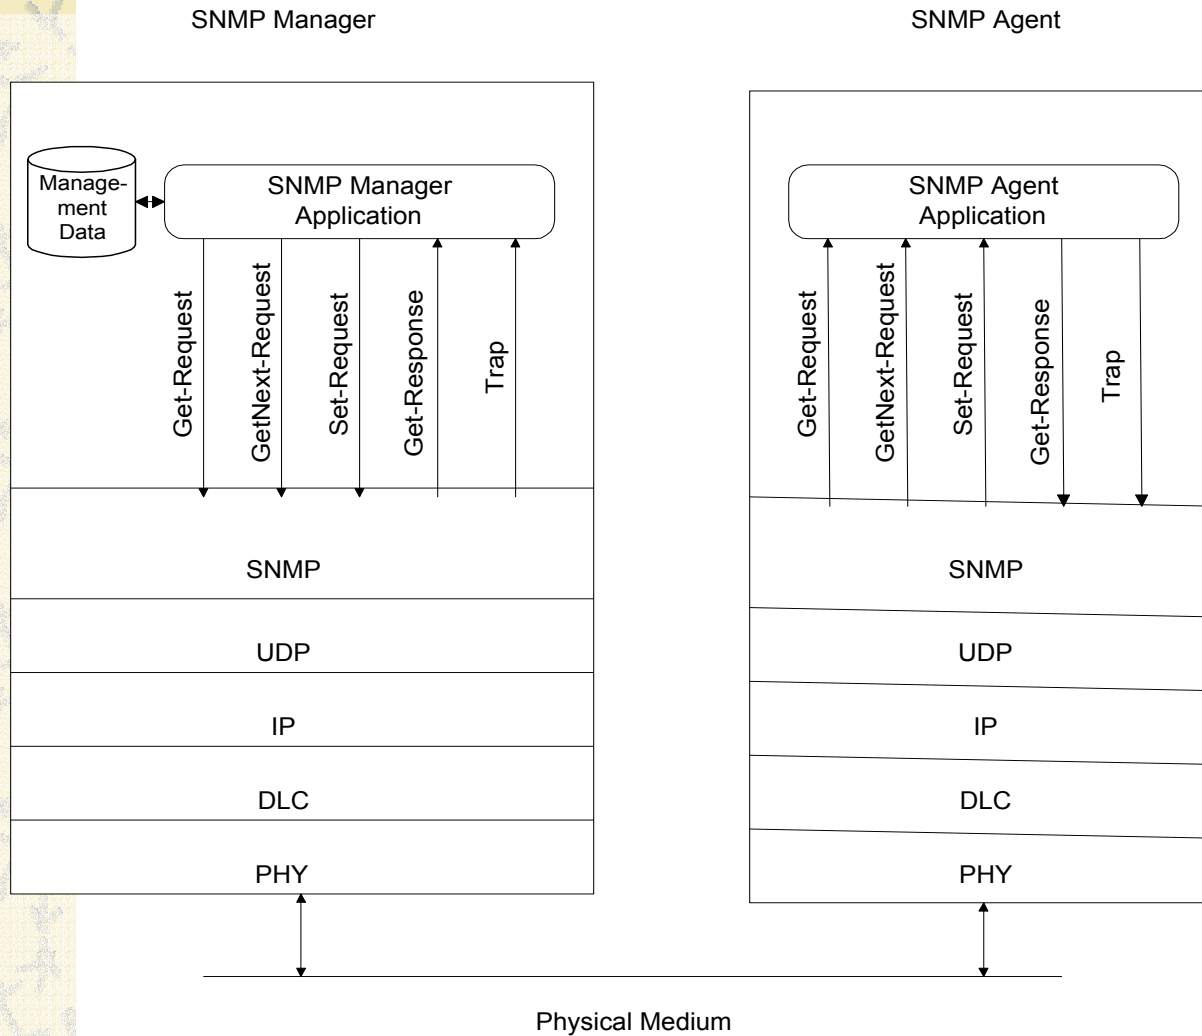 SNMP Manager
SNMP Agent
Manage-
ment
Data
SNMP Manager
Application
Get-Request
GetNext-Request
Set-Request
Get-Response
Trap
SNMP
UDP
IP
DLC
PHY
SNMP Agent
Application
Get-Request
GetNext-Request
Set-Request
Get-Response
Trap
SNMP
UDP
IP
DLC
PHY
Physical Medium